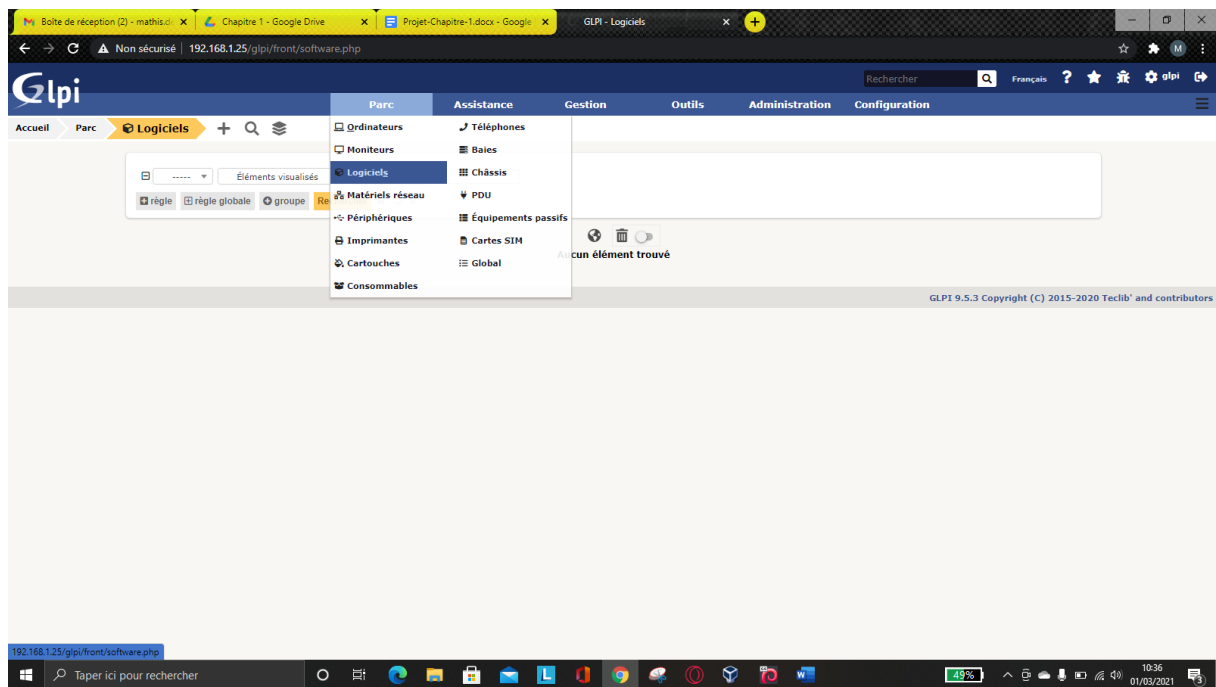 Boîte de réception (2) - mathis.d
Chapitre 1 - Google Drive
Projet-Chapitre-1.docx - Google
GLPI - Logiciels
Non sécurisé 192.168.1.25/glpi/front/software.php
M
Glpi
Rechercher
Français ? glpi
Parc Assistance Gestion Outils Administration Configuration
Accueil Parc Logiciels
Ordinateurs Téléphones
Moniteurs Baies
----- Éléments visualisés
Logiciels Châssis
règle règle globale groupe Re
Matériels réseau PDU
Périphériques Équipements passifs
Imprimantes Cartes SIM
Aucun élément trouvé
Cartouches Global
Consommables
GLPI 9.5.3 Copyright (C) 2015-2020 Teclib' and contributors
192.168.1.25/glpi/front/software.php
Taper ici pour rechercher
L
49%
10:36
01/03/2021
3